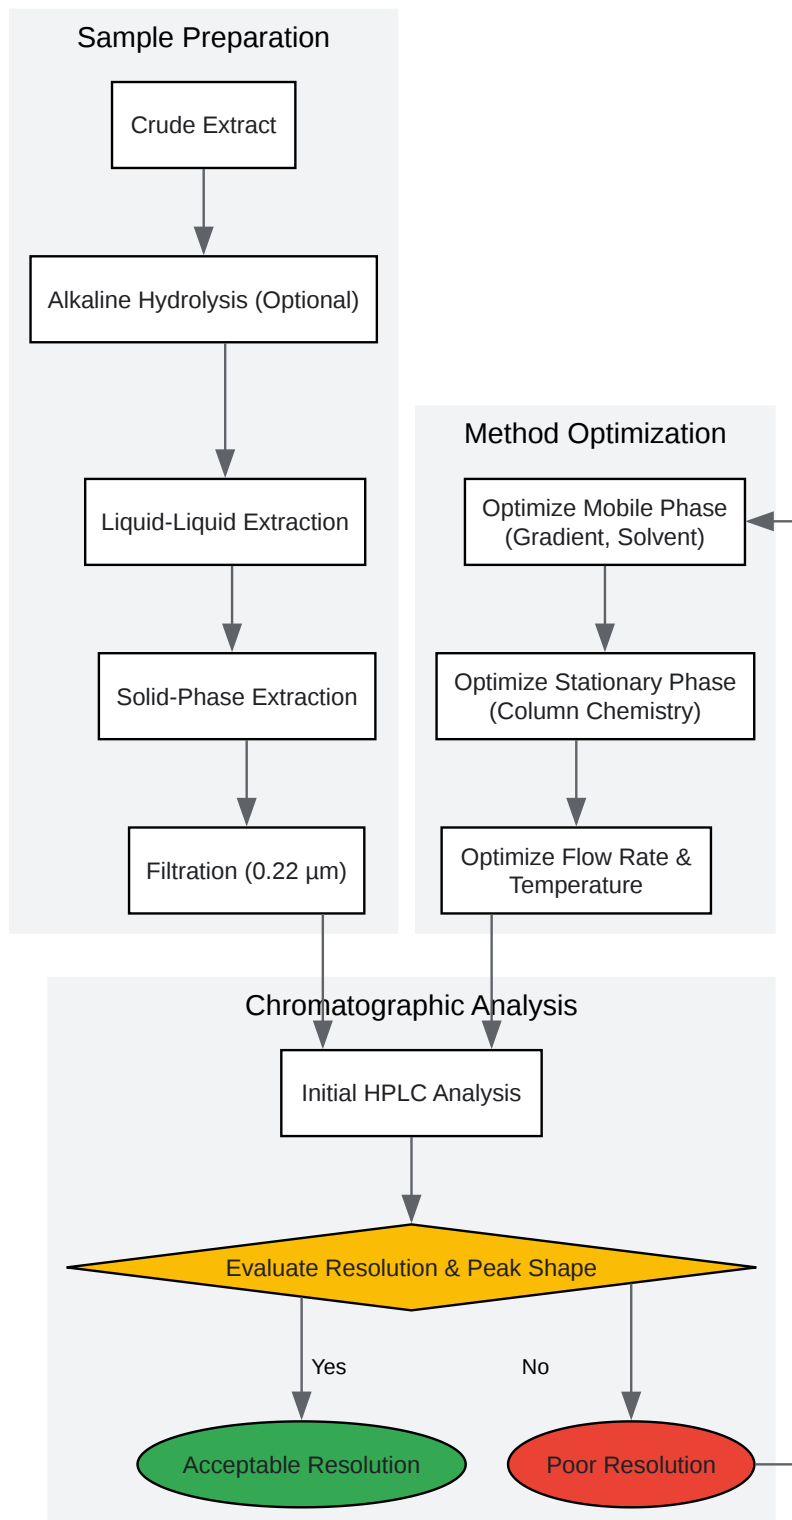 Sample Preparation
Crude Extract
Alkaline Hydrolysis (Optional)
Liquid-Liquid Extraction
Solid-Phase Extraction
Filtration (0.22 µm)
Method Optimization
Optimize Mobile Phase
(Gradient, Solvent)
Optimize Stationary Phase
(Column Chemistry)
Optimize Flow Rate &
Temperature
Chromatographic Analysis
Initial HPLC Analysis
Evaluate Resolution & Peak Shape
Yes
No
Acceptable Resolution
Poor Resolution